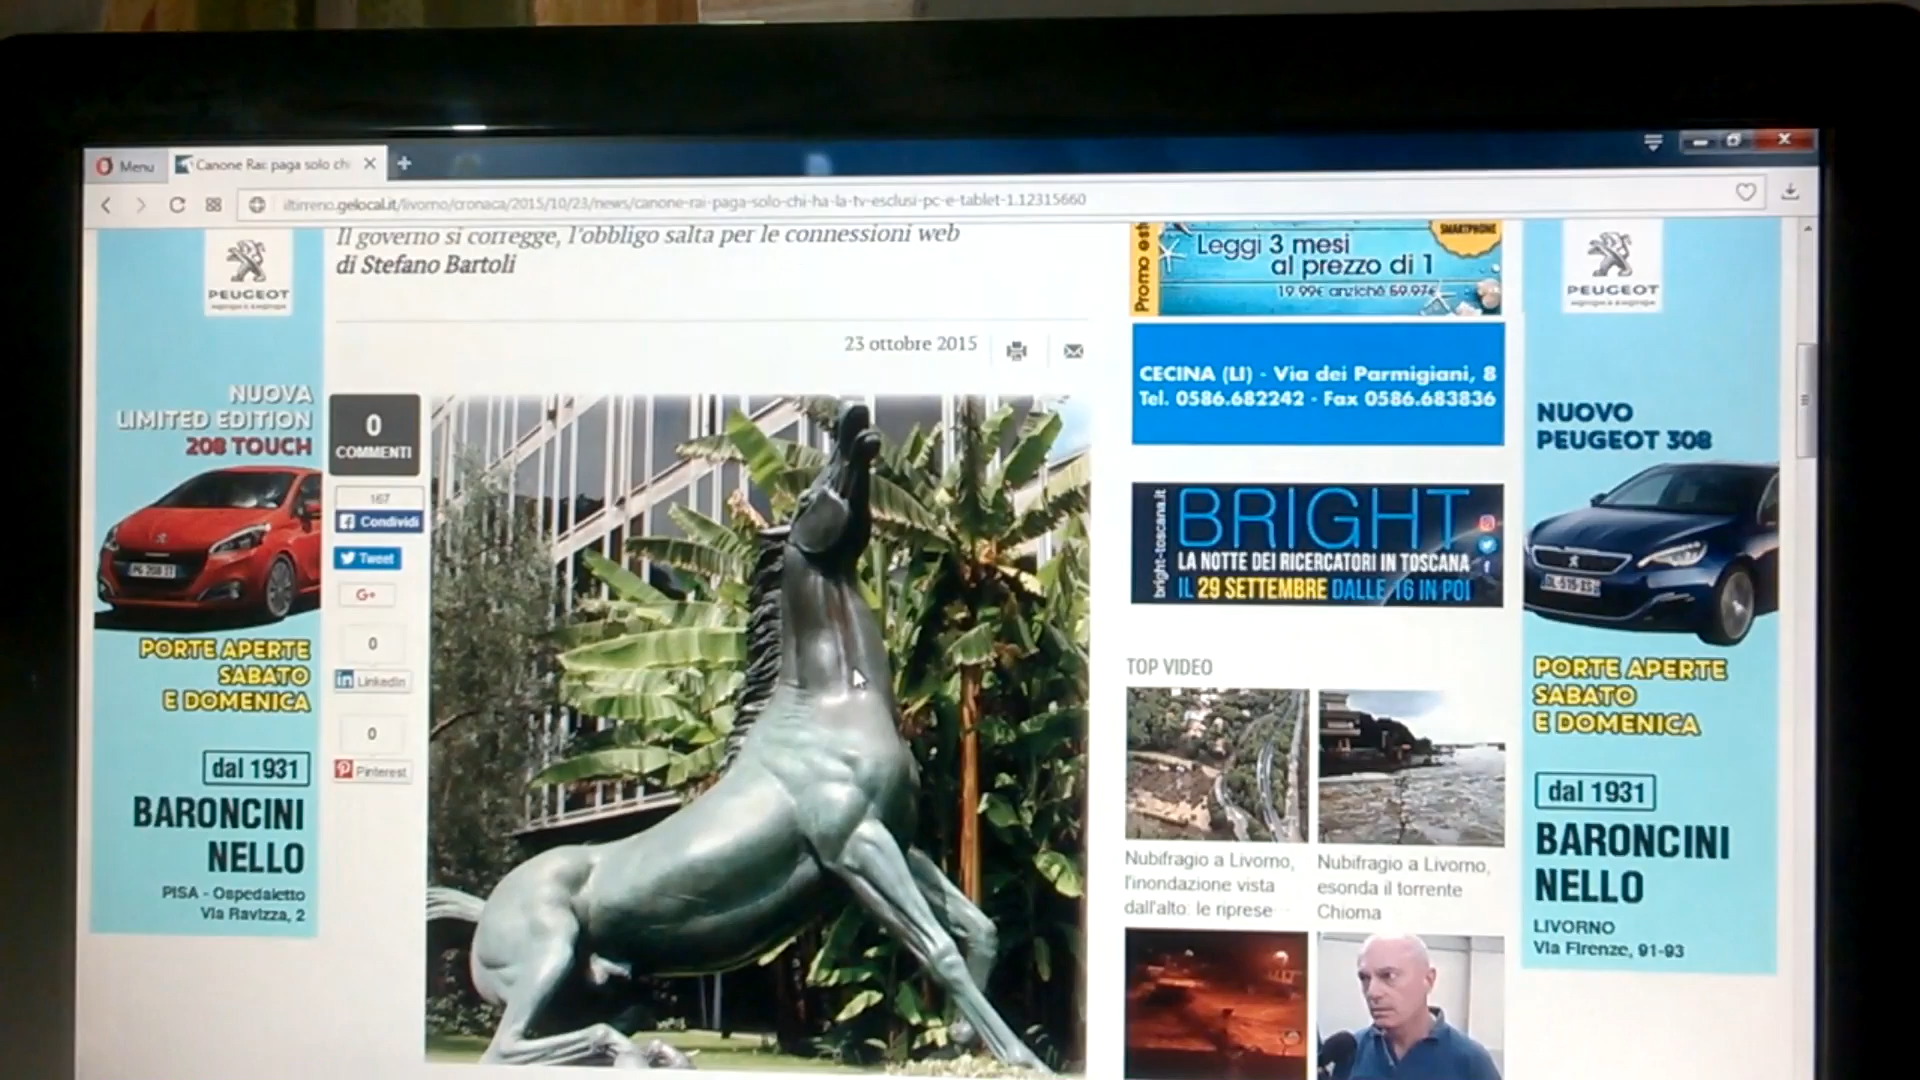 Menu
Canone Rai: paga solo chi
iltirreno.gelocal.it/livorno/cronaca/2015/10/23/news/canone-rai-paga-solo-chi-ha-la-tv-esclusi-pc-e-tablet-1.12315660
Il governo si corregge, l'obbligo salta per le connessioni web
di Stefano Bartoli
23 ottobre 2015
0
COMMENTI
167
Condividi
Tweet
G+
0
LinkedIn
0
Pinterest
PEUGEOT
NUOVA
LIMITED EDITION
208 TOUCH
PORTE APERTE
SABATO
E DOMENICA
dal 1931
BARONCINI
NELLO
PISA - Ospedaletto
Via Ravizza, 2
Promo est
SMARTPHONE
Leggi 3 mesi
al prezzo di 1
19,99€ anziché 59,97€
CECINA (LI) - Via dei Parmigiani, 8
Tel. 0586.682242 - Fax 0586.683836
bright-toscana.it
BRIGHT
LA NOTTE DEI RICERCATORI IN TOSCANA
IL 29 SETTEMBRE DALLE 16 IN POI
TOP VIDEO
Nubifragio a Livorno,
l'inondazione vista
dall'alto: le riprese
Nubifragio a Livorno,
esonda il torrente
Chioma
PEUGEOT
NUOVO
PEUGEOT 308
PORTE APERTE
SABATO
E DOMENICA
dal 1931
BARONCINI
NELLO
LIVORNO
Via Firenze, 91-93